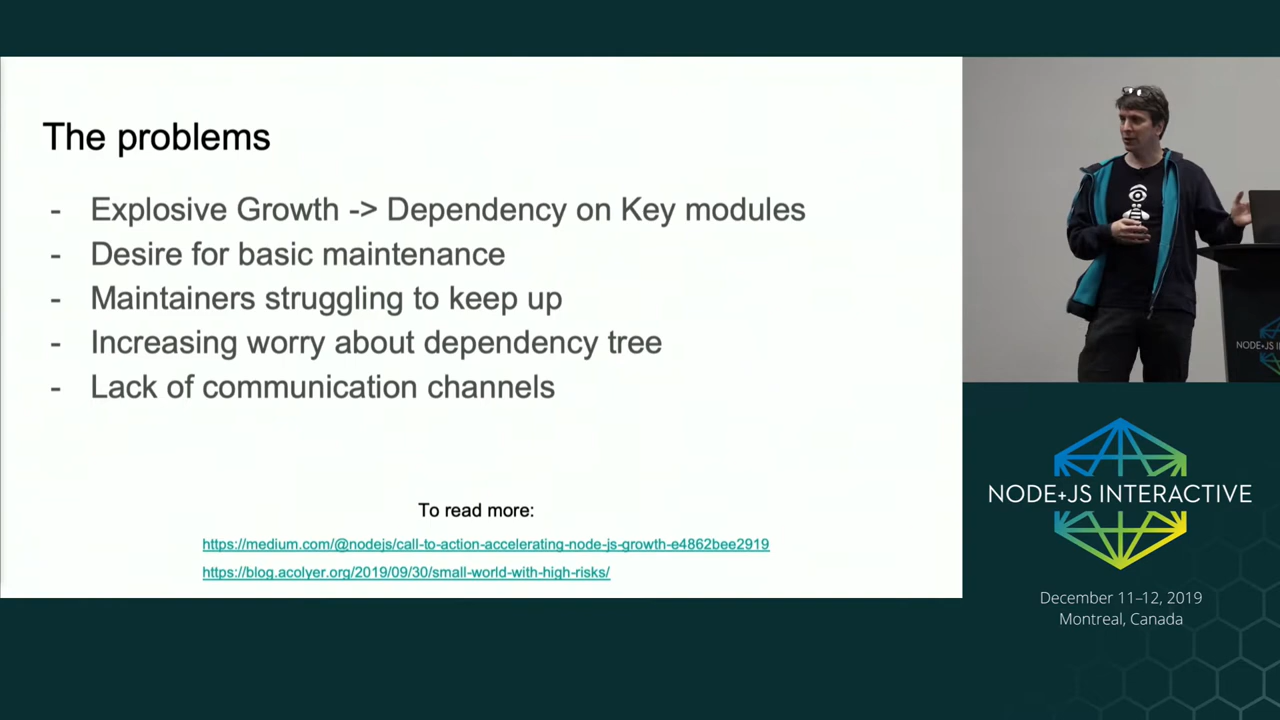 The problems
- Explosive Growth -> Dependency on Key modules
- Desire for basic maintenance
- Maintainers struggling to keep up
- Increasing worry about dependency tree
- Lack of communication channels
To read more:
https://medium.com/@nodejs/call-to-action-accelerating-node-js-growth-e4862bee2919
https://blog.acolyer.org/2019/09/30/small-world-with-high-risks/
NODE+JS IN
NODE+JS INTERACTIVE
December 11–12, 2019
Montreal, Canada